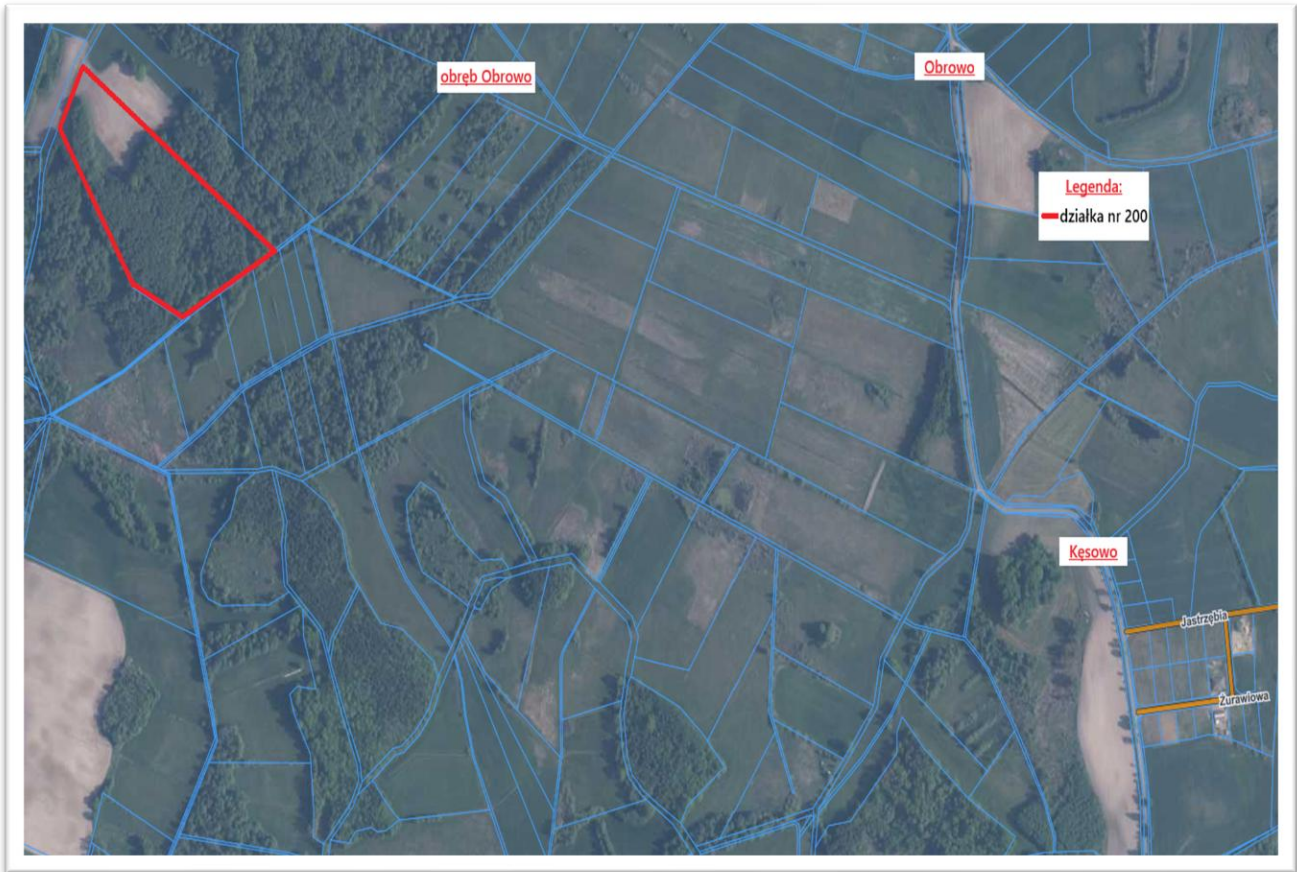 obręb Obrowo
Obrowo
Legenda:
działka nr 200
Kęsowo
Jastrzębia
Żurawiowa